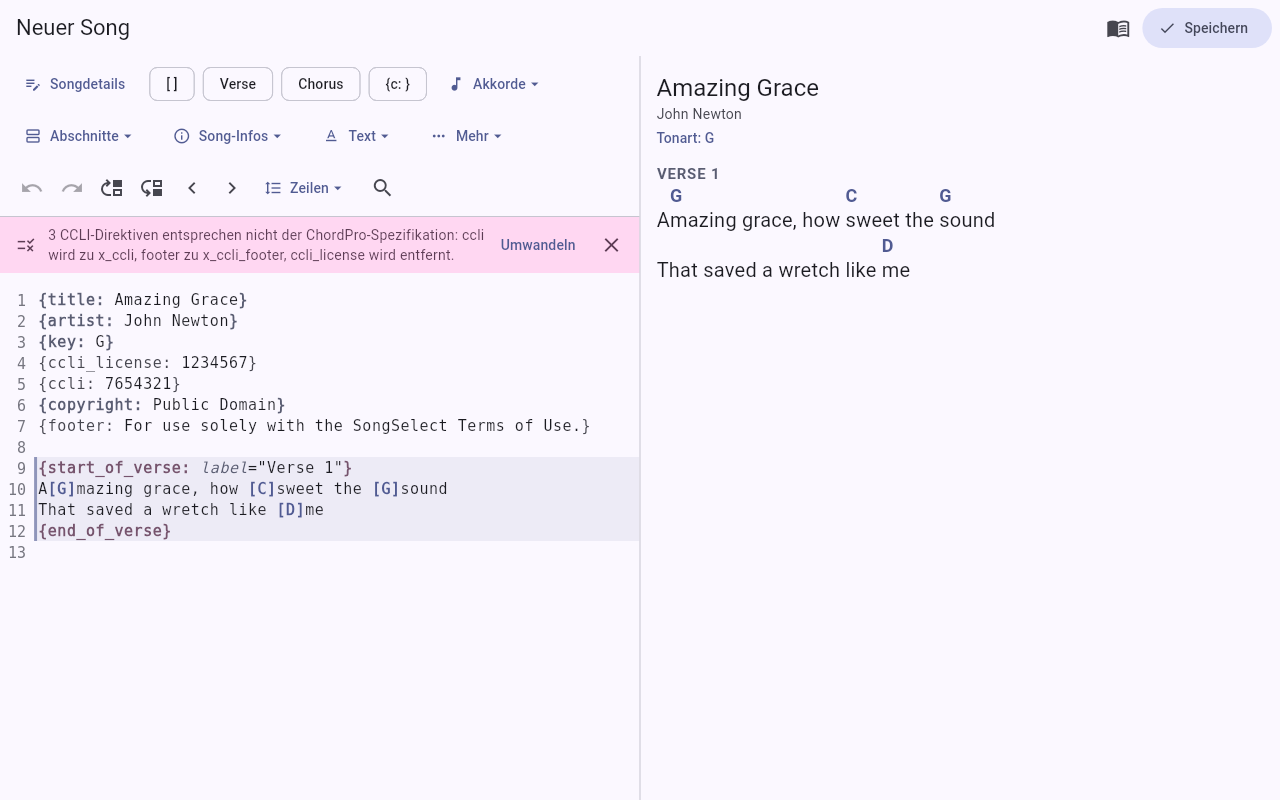 Neuer Song
Speichern
Songdetails [ ] Verse Chorus {c: } Akkorde
Abschnitte Song-Infos Text Mehr
Zeilen
3 CCLI-Direktiven entsprechen nicht der ChordPro-Spezifikation: ccli
wird zu x_ccli, footer zu x_ccli_footer, ccli_license wird entfernt.
Umwandeln
1 {title: Amazing Grace}
2 {artist: John Newton}
3 {key: G}
4 {ccli_license: 1234567}
5 {ccli: 7654321}
6 {copyright: Public Domain}
7 {footer: For use solely with the SongSelect Terms of Use.}
8
9 {start_of_verse: label="Verse 1"}
10 A[G]mazing grace, how [C]sweet the [G]sound
11 That saved a wretch like [D]me
12 {end_of_verse}
13
Amazing Grace
John Newton
Tonart: G
VERSE 1
G C G
Amazing grace, how sweet the sound
D
That saved a wretch like me